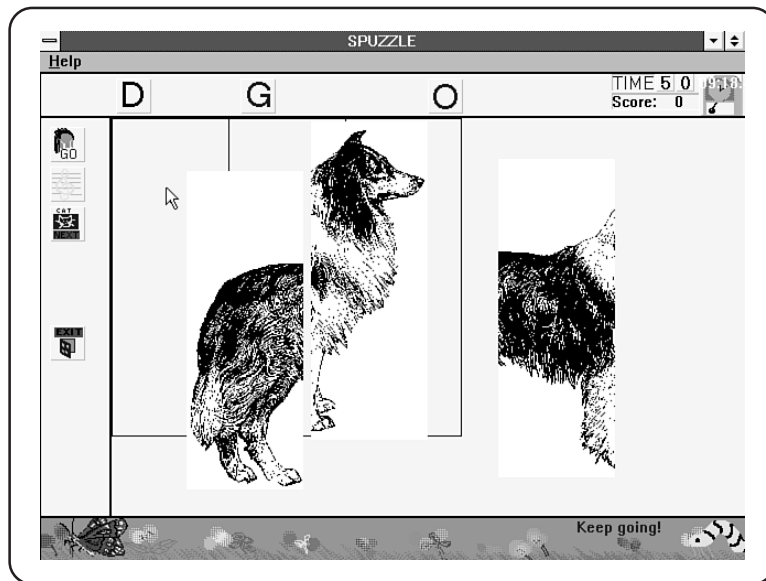 SPUZZLE
Help
D G O
TIME 5 0
Score: 0
GO
CAT
NEXT
EXIT
Keep going!